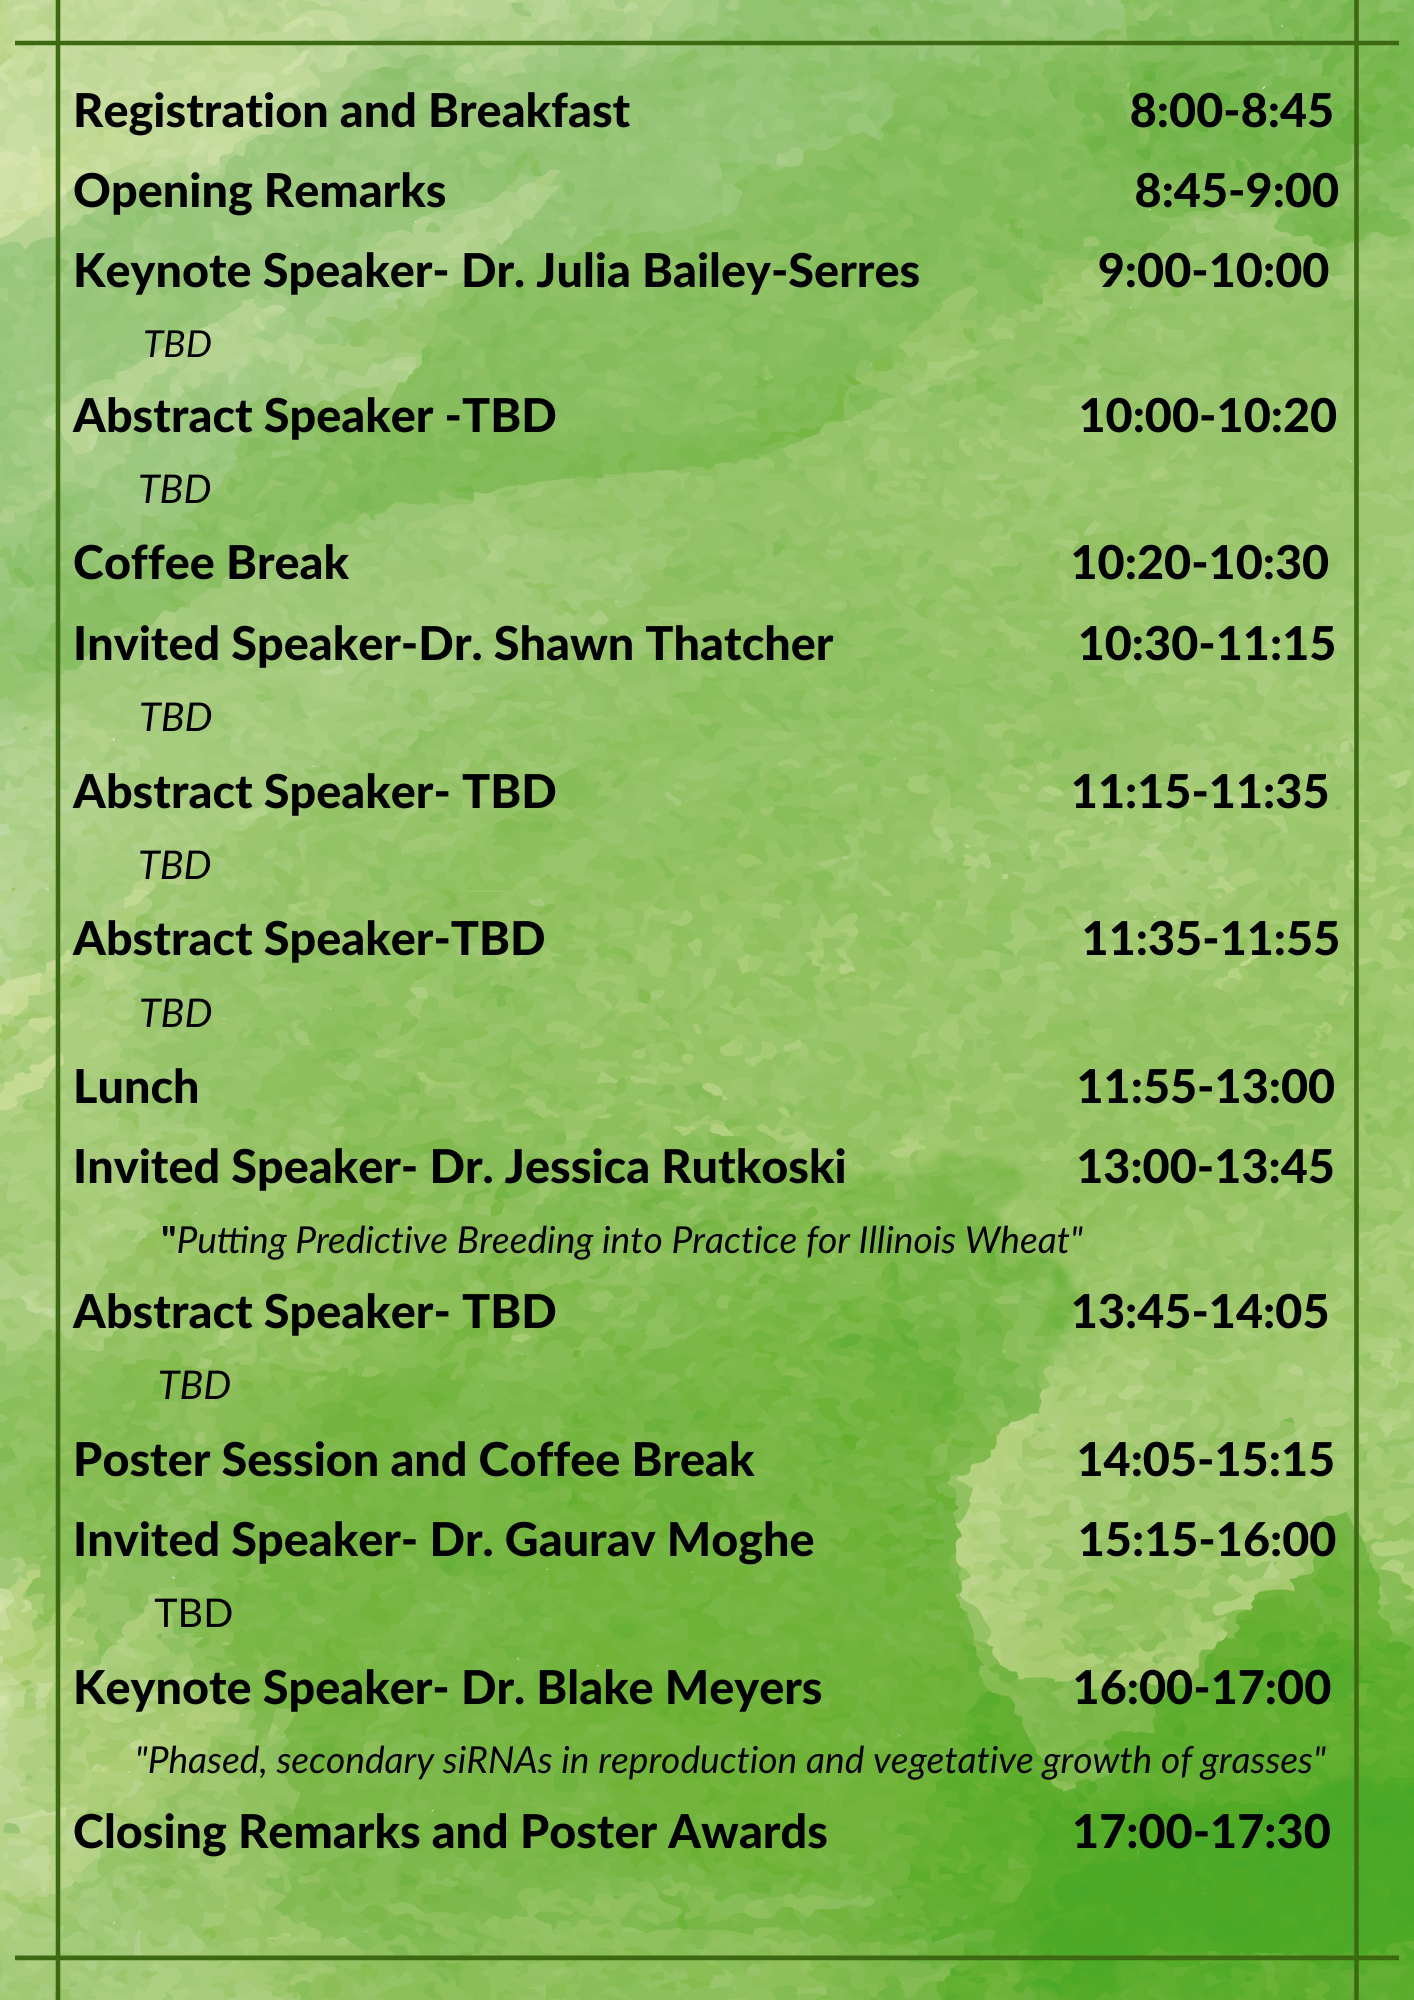 Registration and Breakfast 8:00-8:45
Opening Remarks 8:45-9:00
Keynote Speaker- Dr. Julia Bailey-Serres 9:00-10:00
TBD
Abstract Speaker -TBD 10:00-10:20
TBD
Coffee Break 10:20-10:30
Invited Speaker-Dr. Shawn Thatcher 10:30-11:15
TBD
Abstract Speaker- TBD 11:15-11:35
TBD
Abstract Speaker-TBD 11:35-11:55
TBD
Lunch 11:55-13:00
Invited Speaker- Dr. Jessica Rutkoski 13:00-13:45
"Putting Predictive Breeding into Practice for Illinois Wheat"
Abstract Speaker- TBD 13:45-14:05
TBD
Poster Session and Coffee Break 14:05-15:15
Invited Speaker- Dr. Gaurav Moghe 15:15-16:00
TBD
Keynote Speaker- Dr. Blake Meyers 16:00-17:00
"Phased, secondary siRNAs in reproduction and vegetative growth of grasses"
Closing Remarks and Poster Awards 17:00-17:30